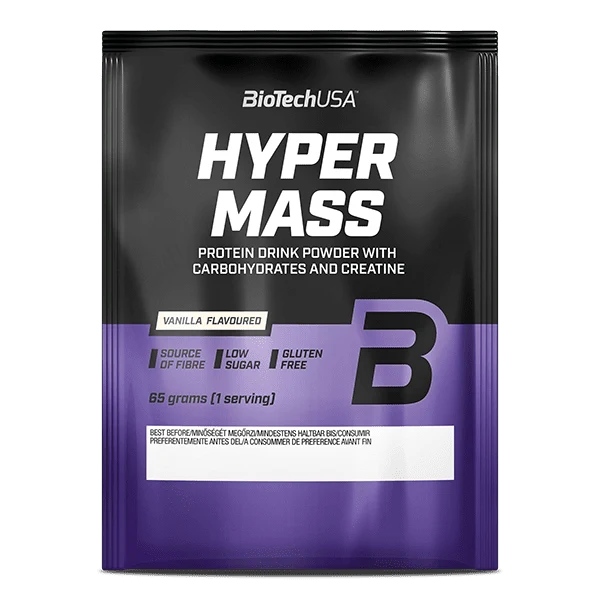 BioTechUSA™
HYPER
MASS
PROTEIN DRINK POWDER WITH
CARBOHYDRATES AND CREATINE
VANILLA FLAVOURED
SOURCE OF FIBRE
LOW SUGAR
GLUTEN FREE
65 grams (1 serving)
BEST BEFORE/MINŐSÉGÉT MEGŐRZI/MINDESTENS HALTBAR BIS/CONSUMIR
PREFERENTEMENTE ANTES DEL/A CONSOMMER DE PREFERENCE AVANT FIN
B